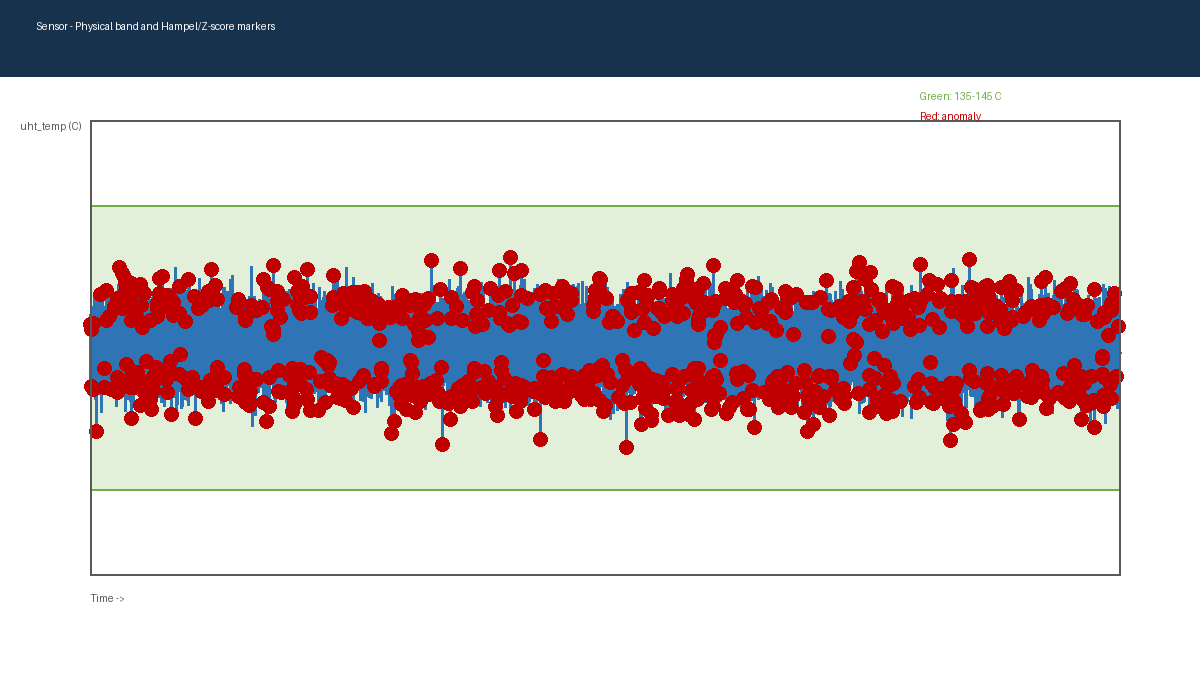 Sensor - Physical band and Hampel/Z-score markers
Green: 135-145 C
Red: anomaly
uht_temp (C)
Time ->